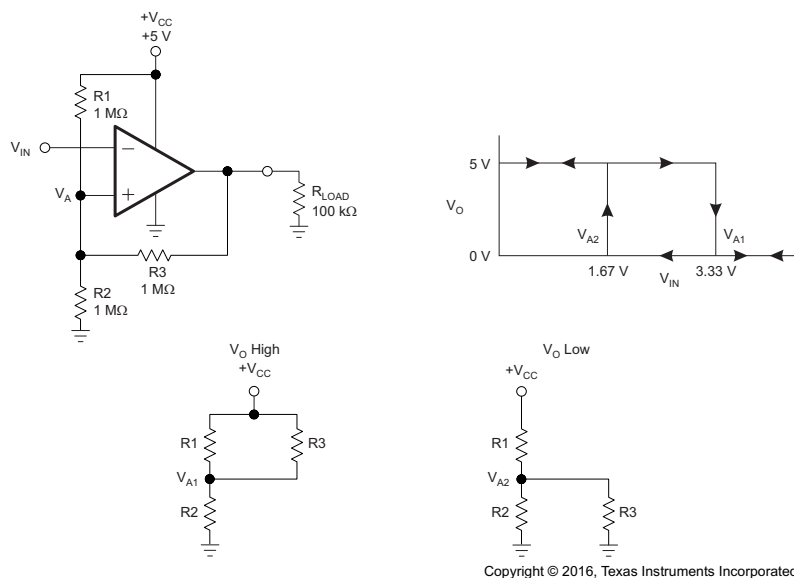 +VCC
+5 V
R1
1 MΩ
VIN
VA
RLOAD
100 kΩ
R3
1 MΩ
R2
1 MΩ
5 V
VO
VA2
VA1
0 V
1.67 V
VIN
3.33 V
VO High
+VCC
R1
R3
VA1
R2
VO Low
+VCC
R1
VA2
R2
R3
Copyright © 2016, Texas Instruments Incorporated